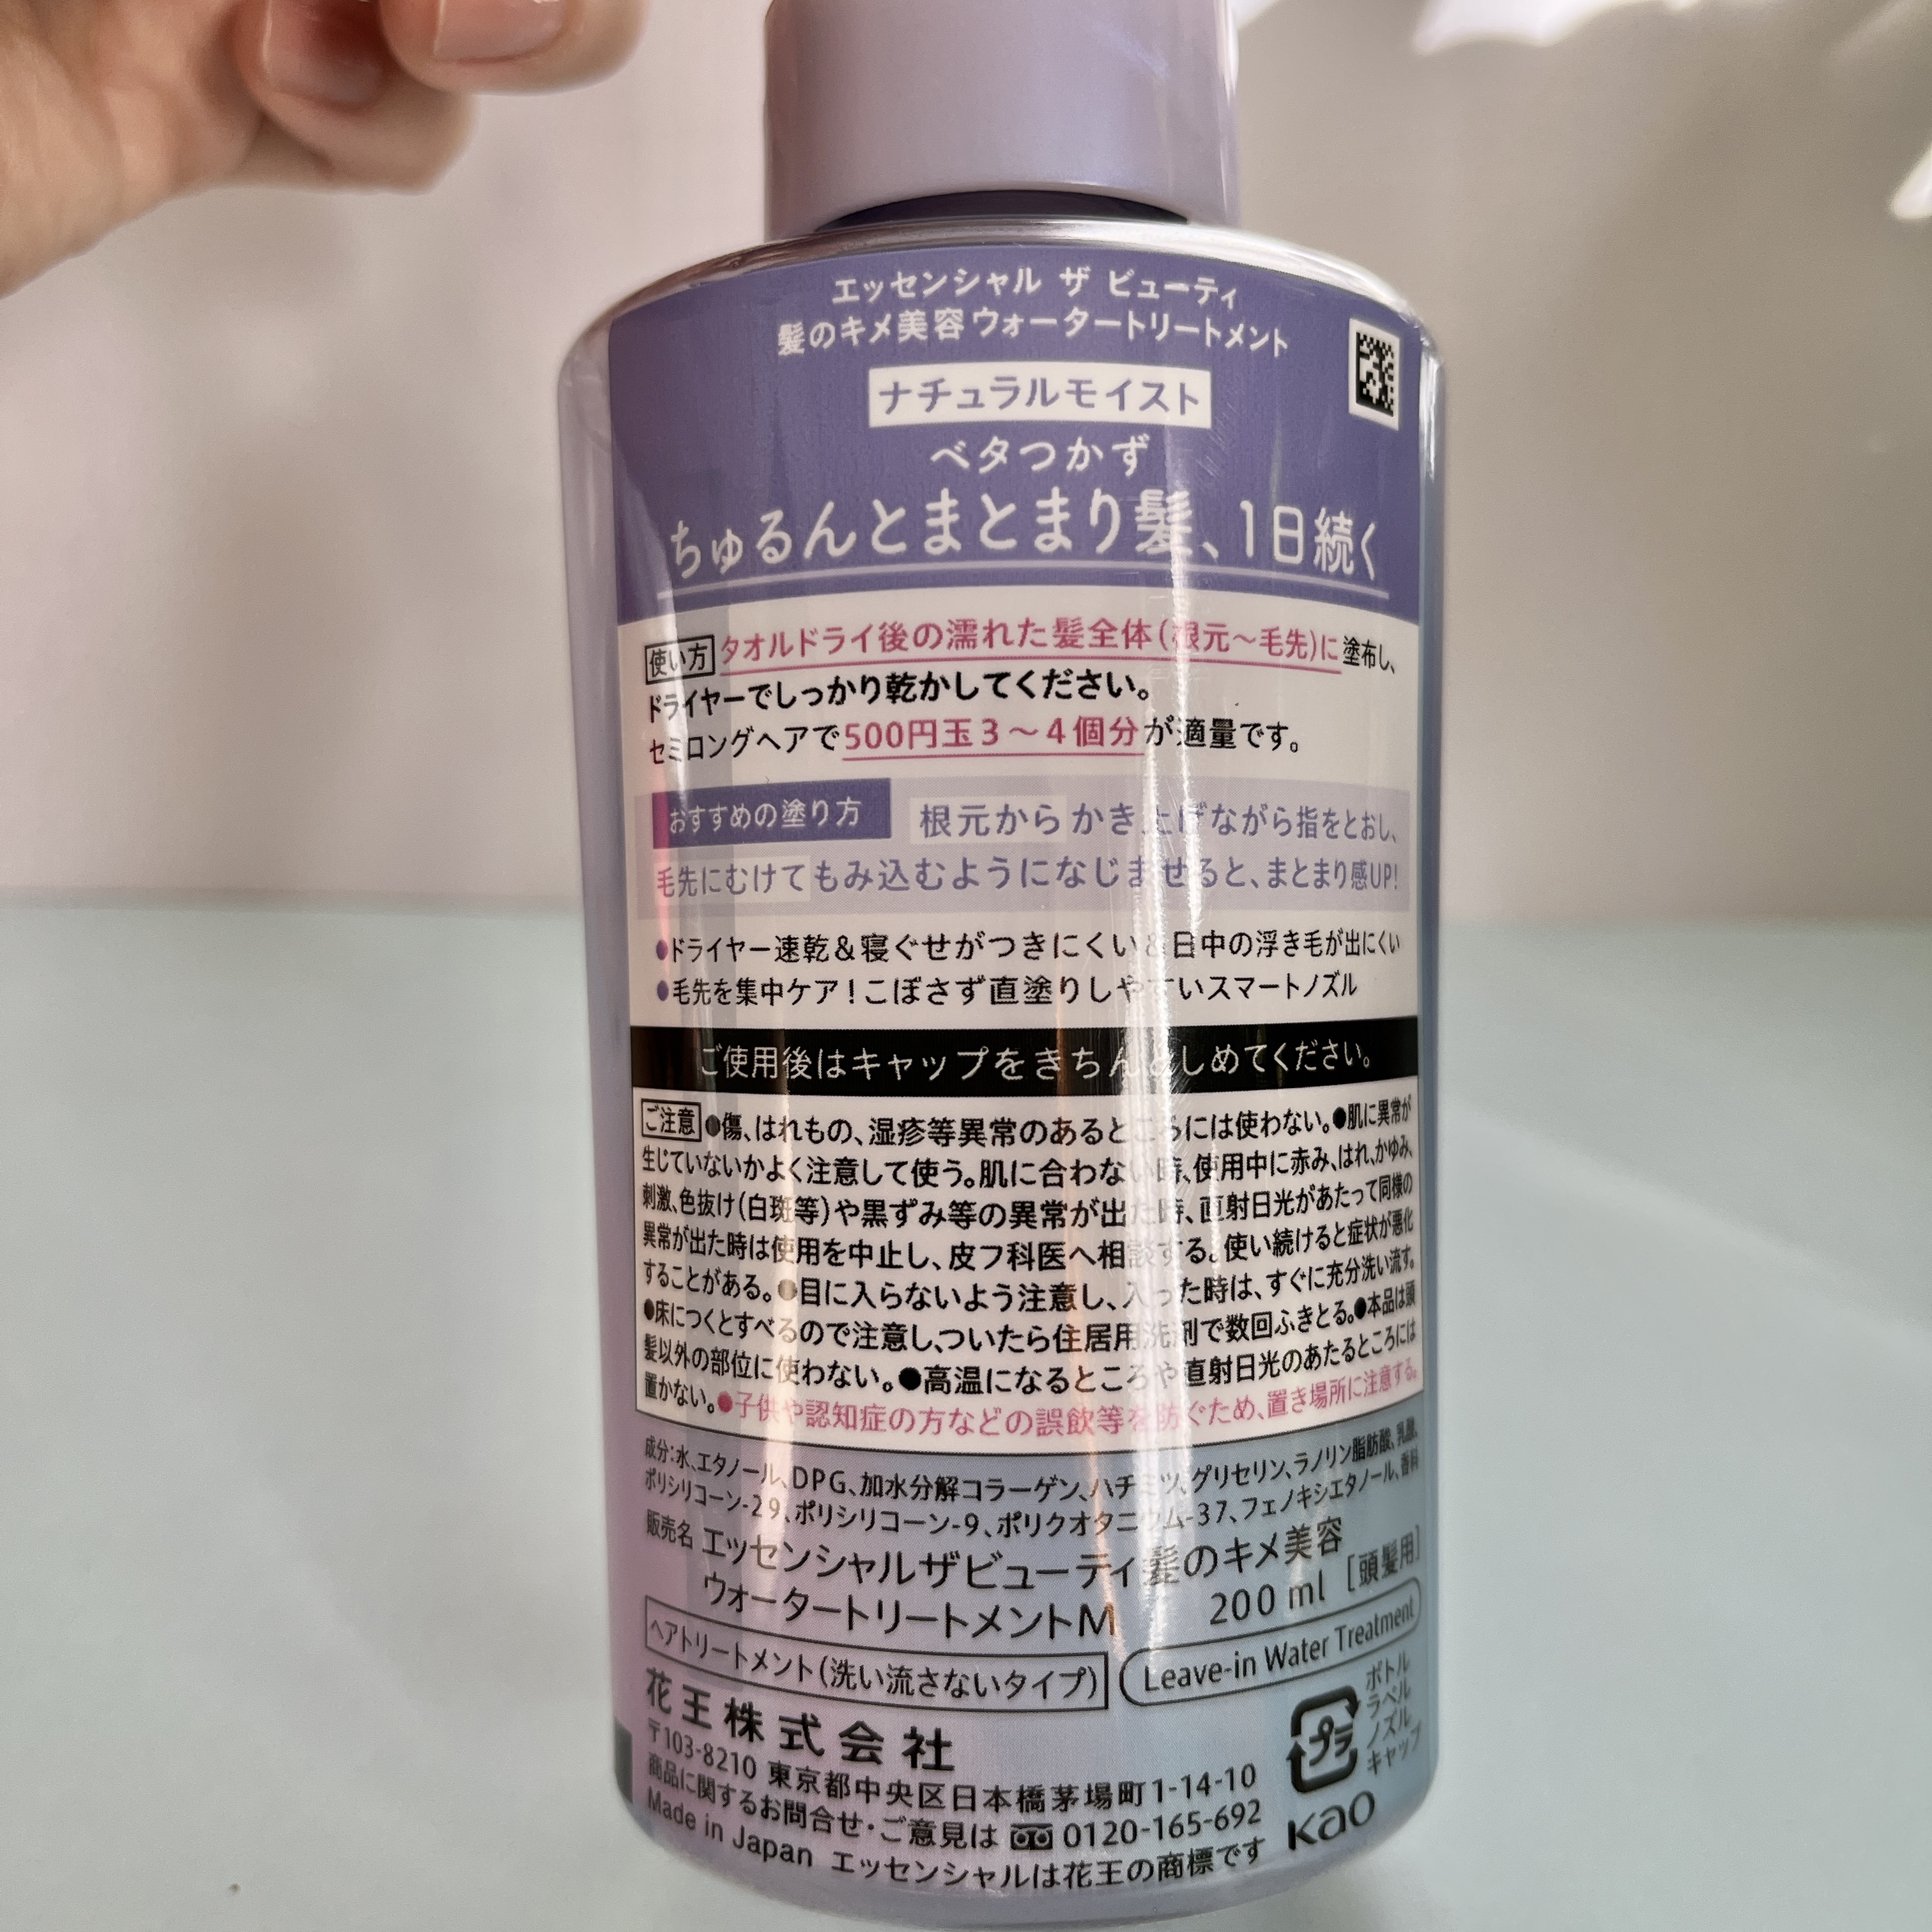 エッセンシャル ザ ビューティ
髪のキメ美容ウォータートリートメント
ナチュラルモイスト
ベタつかず
ちゅるんとまとまり髪、1日続く
使い方 タオルドライ後の濡れた髪全体(根元～毛先)に塗布し、
ドライヤーでしっかり乾かしてください。
セミロングヘアで500円玉3～4個分が適量です。
おすすめの塗り方 根元からかき上げながら指をとおし、
毛先にむけてもみ込むようになじませると、まとまり感UP!
●ドライヤー速乾&寝ぐせがつきにくい&日中の浮き毛が出にくい
●毛先を集中ケア!こぼさず直塗りしやすいスマートノズル
ご使用後はキャップをきちんとしめてください。
ご注意 ●傷、はれもの、湿疹等異常のあるところには使わない。●肌に異常が
生じていないかよく注意して使う。肌に合わない時、使用中に赤み、はれ、かゆみ、
刺激、色抜け(白斑等)や黒ずみ等の異常が出た時、直射日光があたって同様の
異常が出た時は使用を中止し、皮フ科医へ相談する。使い続けると症状が悪化
することがある。●目に入らないよう注意し、入った時は、すぐに充分洗い流す。
●床につくとすべるので注意し、ついたら住居用洗剤で数回ふきとる。●本品は頭
髪以外の部位に使わない。●高温になるところや直射日光のあたるところには
置かない。●子供や認知症の方などの誤飲等を防ぐため、置き場所に注意する。
成分:水、エタノール、DPG、加水分解コラーゲン、ハチミツ、グリセリン、ラノリン脂肪酸、乳酸、
ポリシリコーン-29、ポリシリコーン-9、ポリクオタニウム-37、フェノキシエタノール、香料
販売名 エッセンシャルザビューティ髪のキメ美容
ウォータートリートメントM 200 ml [頭髪用]
ヘアトリートメント(洗い流さないタイプ) Leave-in Water Treatment
花王株式会社
〒103-8210 東京都中央区日本橋茅場町1-14-10
商品に関するお問合せ・ご意見は 0120-165-692
Made in Japan エッセンシャルは花王の商標です
プラ
ボトル
ラベル
ノズル
キャップ
Kao